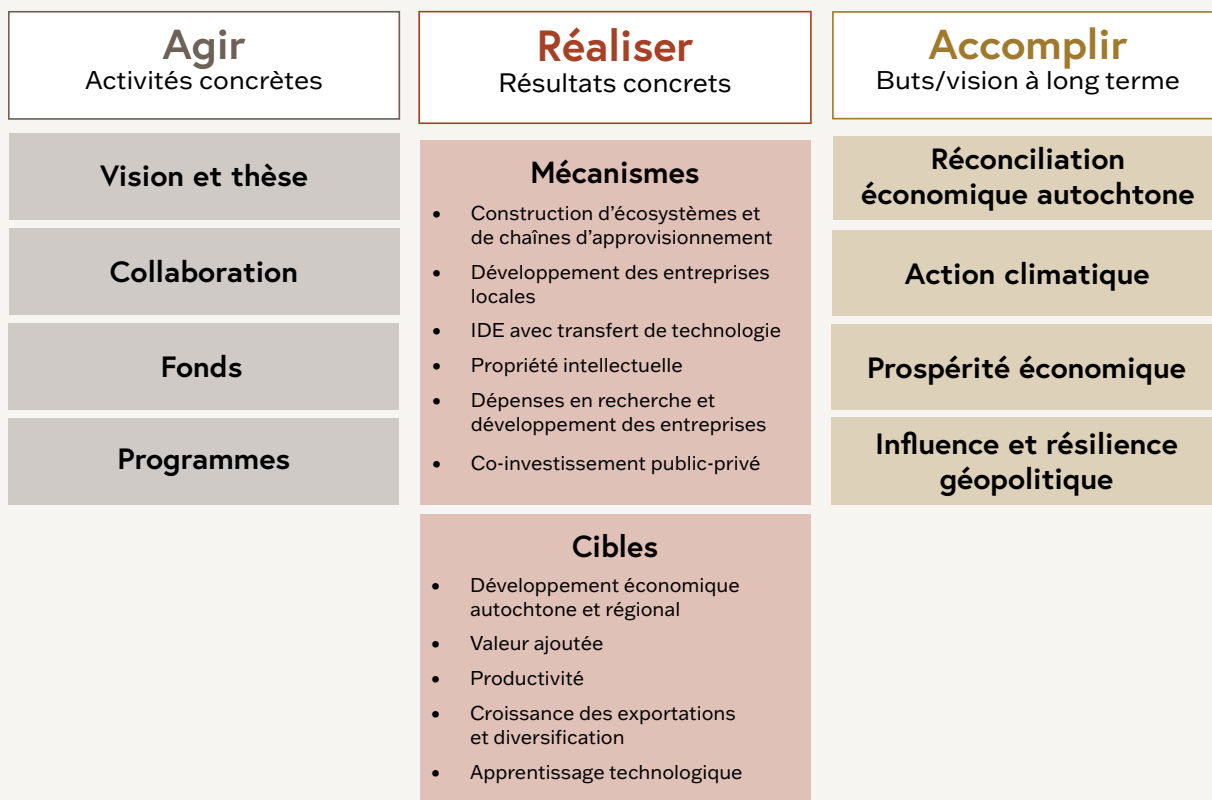 Agir
Activités concrètes
Vision et thèse
Collaboration
Fonds
Programmes
Réaliser
Résultats concrets
Mécanismes
• Construction d’écosystèmes et
de chaînes d’approvisionnement
• Développement des entreprises
locales
• IDE avec transfert de technologie
• Propriété intellectuelle
• Dépenses en recherche et
développement des entreprises
• Co-investissement public-privé
Cibles
• Développement économique
autochtone et régional
• Valeur ajoutée
• Productivité
• Croissance des exportations
et diversification
• Apprentissage technologique
Accomplir
Buts/vision à long terme
Réconciliation
économique autochtone
Action climatique
Prospérité économique
Influence et résilience
géopolitique